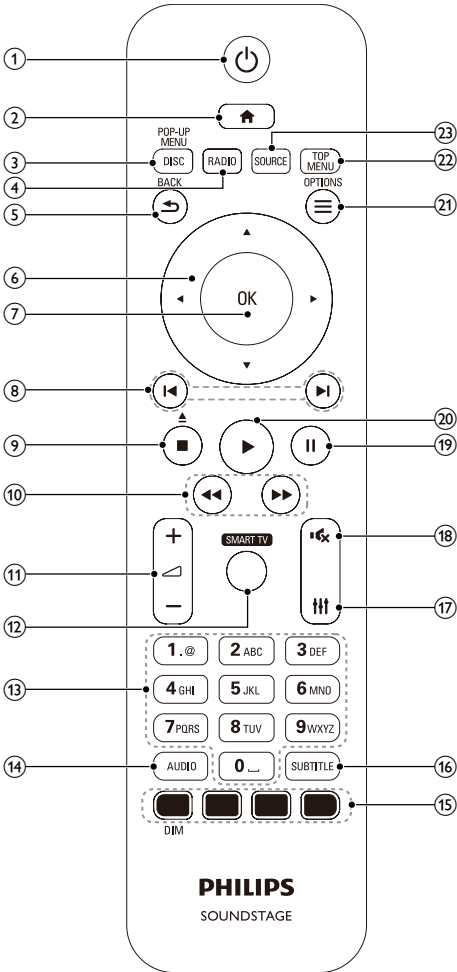 1
2
POP-UP
MENU
23
3
DISC
RADIO
SOURCE
TOP
MENU
22
4
BACK
OPTIONS
5
21
6
7
OK
8
20
9
19
10
+
SMART TV
18
11
−
12
17
1.@
2 ABC
3 DEF
13
4 GHI
5 JKL
6 MNO
7 PQRS
8 TUV
9 WXYZ
14
AUDIO
0
SUBTITLE
16
15
DIM
PHILIPS
SOUNDSTAGE